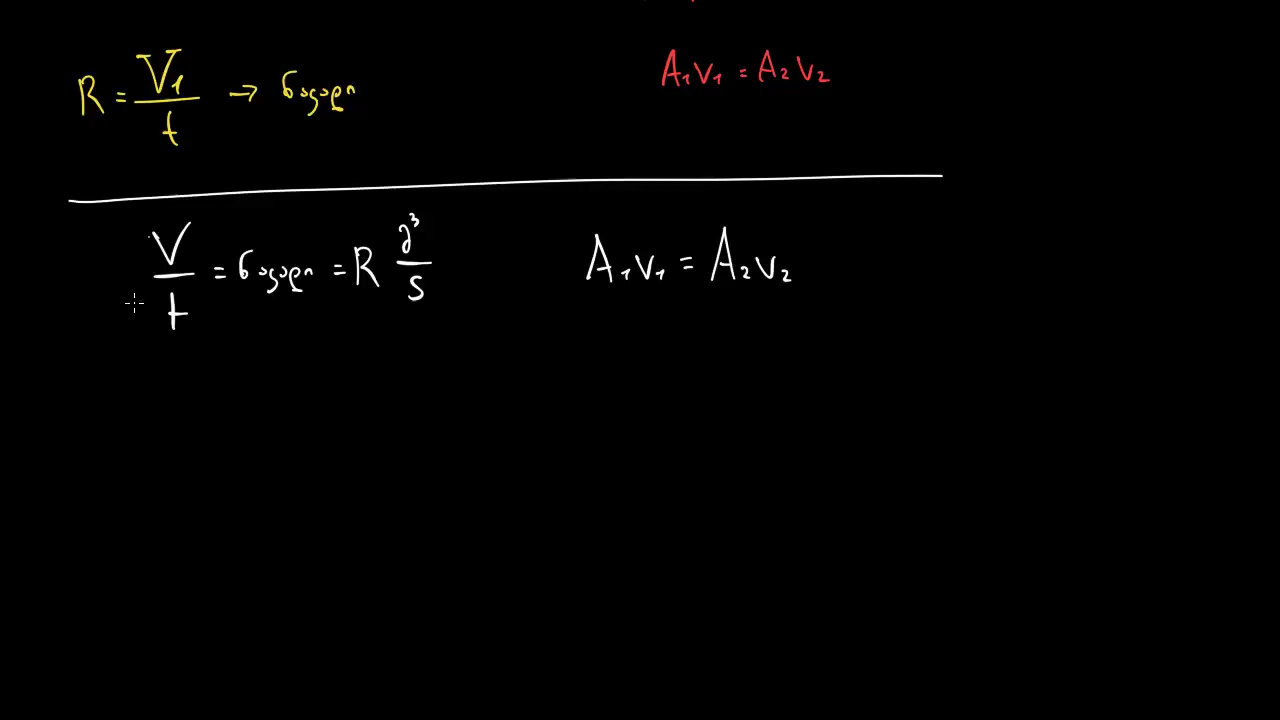 R = V₁/t → ნაკადი
A₁v₁ = A₂v₂
V/t = ნაკადი = R მ³/s
A₁v₁ = A₂v₂